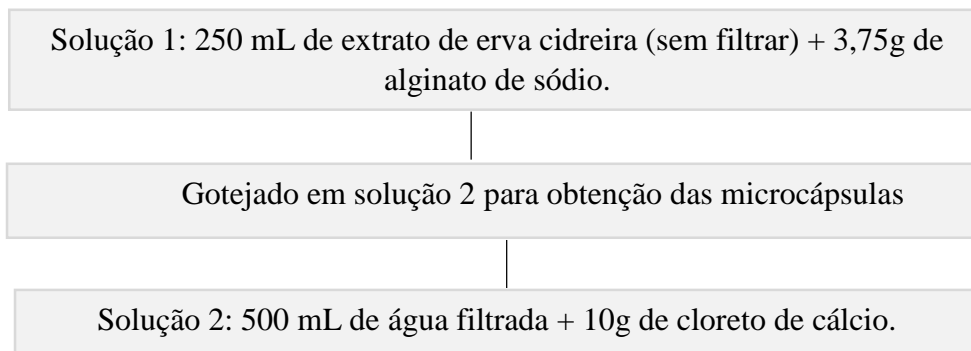 Solução 1: 250 mL de extrato de erva cidreira (sem filtrar) + 3,75g de
alginato de sódio.
Gotejado em solução 2 para obtenção das microcápsulas
Solução 2: 500 mL de água filtrada + 10g de cloreto de cálcio.